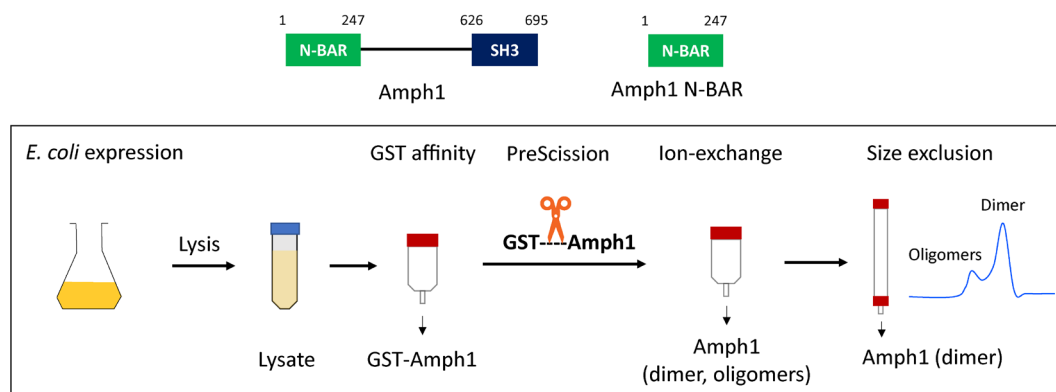 1 247 626 695 1 247
N-BAR SH3 N-BAR
Amph1 Amph1 N-BAR
E. coli expression GST affinity PreScission Ion-exchange Size exclusion
Lysis GST----Amph1 Dimer
Oligomers
Lysate GST-Amph1 Amph1 Amph1 (dimer)
(dimer, oligomers)